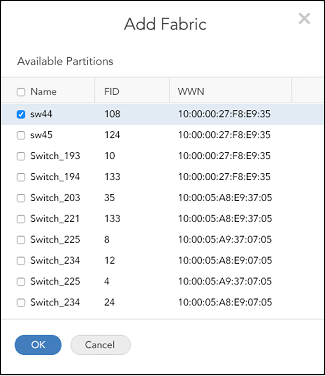 Add Fabric
Available Partitions
Name FID WWN
sw44 108 10:00:00:27:F8:E9:35
sw45 124 10:00:00:27:F8:E9:35
Switch_193 10 10:00:00:27:F8:E9:35
Switch_194 133 10:00:00:27:F8:E9:35
Switch_203 35 10:00:05:A8:E9:37:05
Switch_221 133 10:00:05:A8:E9:37:05
Switch_225 8 10:00:05:A9:37:07:05
Switch_234 12 10:00:05:A8:E9:07:05
Switch_225 4 10:00:05:A9:37:07:05
Switch_234 24 10:00:05:A8:E9:07:05
OK Cancel